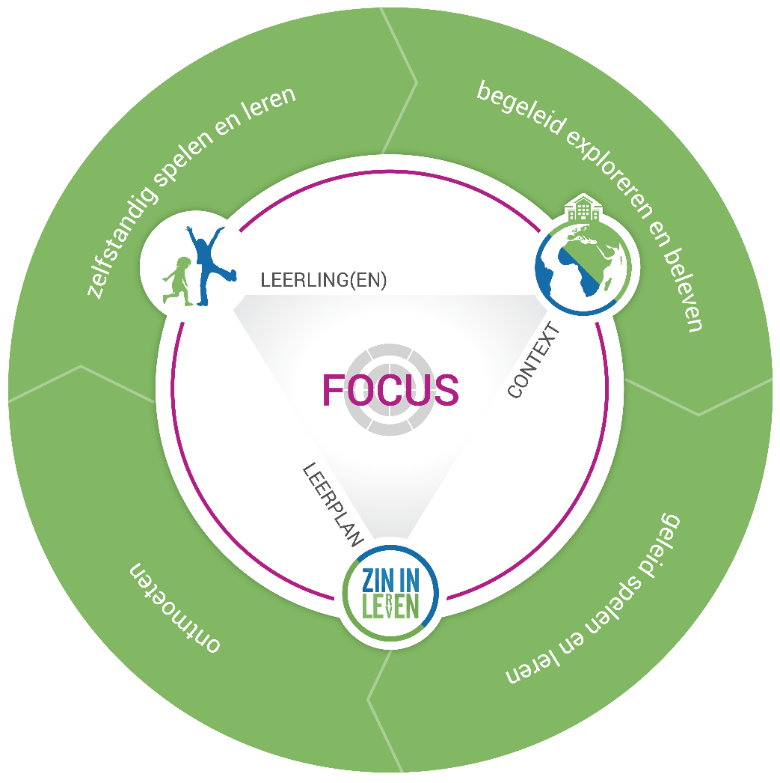 zelfstandig spelen en leren
begeleid exploreren en beleven
LEERLING(EN)
CONTEXT
FOCUS
LEERPLAN
ZIN IN
LERVEN
ontmoeten
geleid spelen en leren